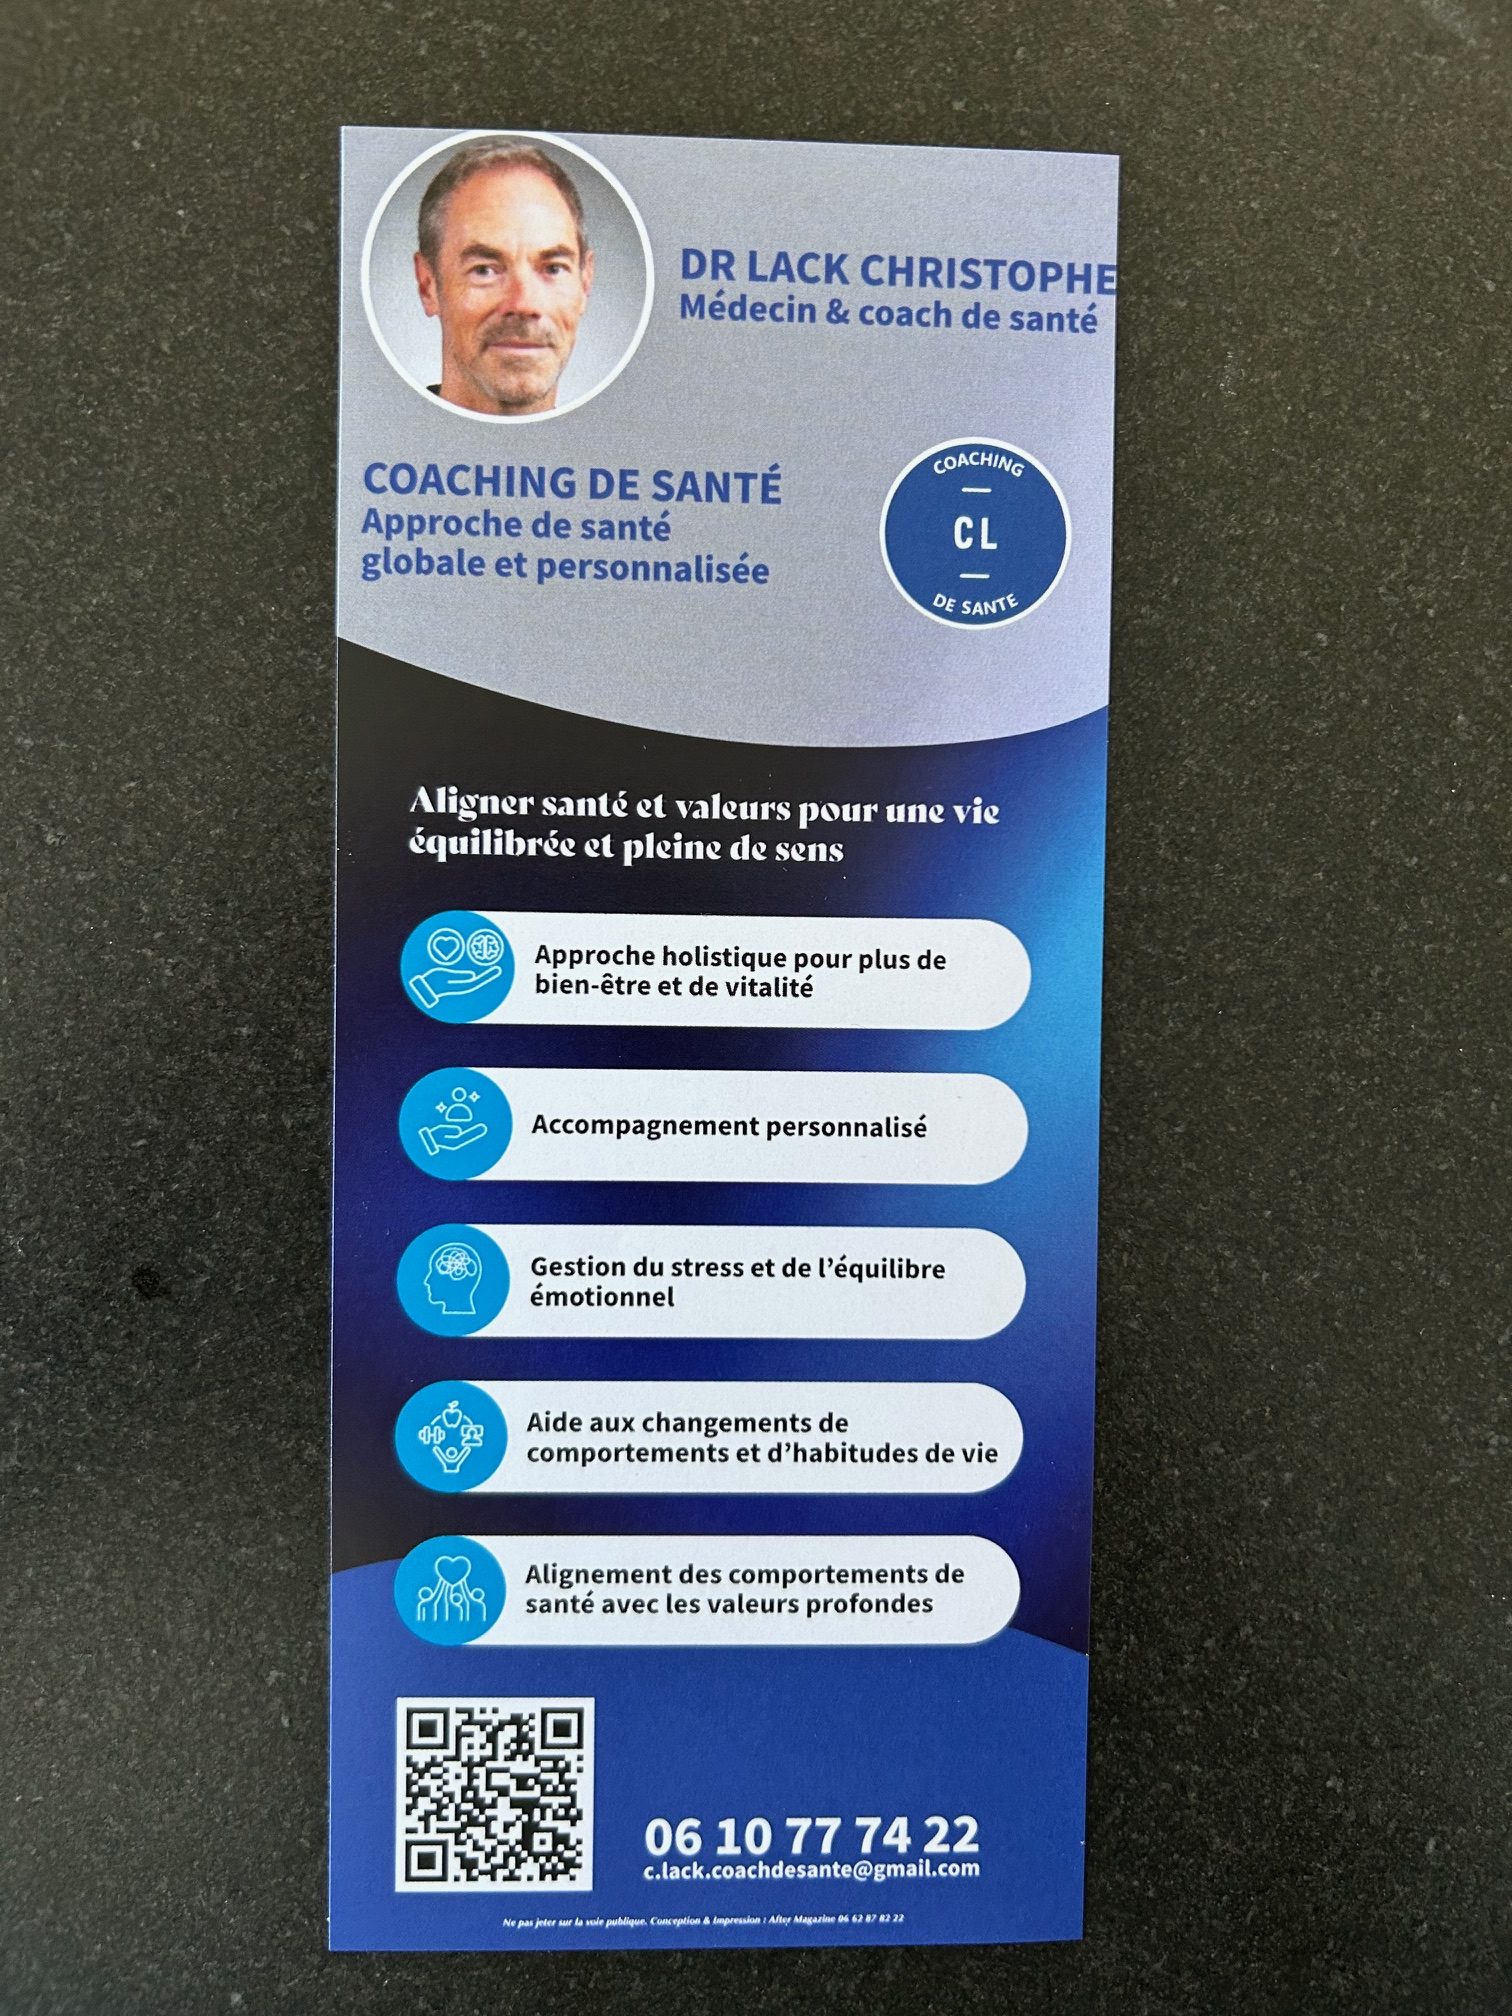 DR LACK CHRISTOPHE
Médecin & coach de santé
COACHING DE SANTÉ
Approche de santé
globale et personnalisée
COACHING
CL
DE SANTE
Aligner santé et valeurs pour une vie
équilibrée et pleine de sens
Approche holistique pour plus de
bien-être et de vitalité
Accompagnement personnalisé
Gestion du stress et de l'équilibre
émotionnel
Aide aux changements de
comportements et d'habitudes de vie
Alignement des comportements de
santé avec les valeurs profondes
06 10 77 74 22
c.lack.coachdesante@gmail.com
Ne pas jeter sur la voie publique. Conception & Impression : After Magazine 06 62 87 82 22